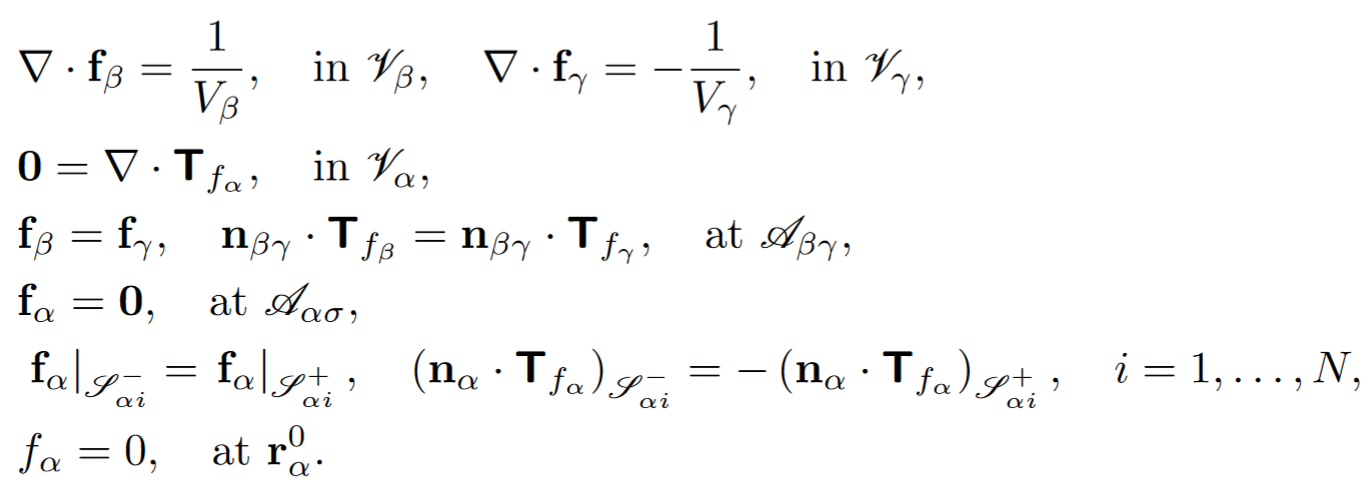 ∇ · 𝐟_β = 1/V_β, in 𝒱_β, ∇ · 𝐟_γ = −1/V_γ, in 𝒱_γ,
𝟎 = ∇ · 𝗧_{f_α}, in 𝒱_α,
𝐟_β = 𝐟_γ, 𝐧_{βγ} · 𝗧_{f_β} = 𝐧_{βγ} · 𝗧_{f_γ}, at 𝒜_{βγ},
𝐟_α = 𝟎, at 𝒜_{ασ},
𝐟_α|_{𝒮_{αi}^−} = 𝐟_α|_{𝒮_{αi}^+}, (𝐧_α · 𝗧_{f_α})_{𝒮_{αi}^−} = −(𝐧_α · 𝗧_{f_α})_{𝒮_{αi}^+}, i = 1, . . . , N,
f_α = 0, at 𝐫_α^0.